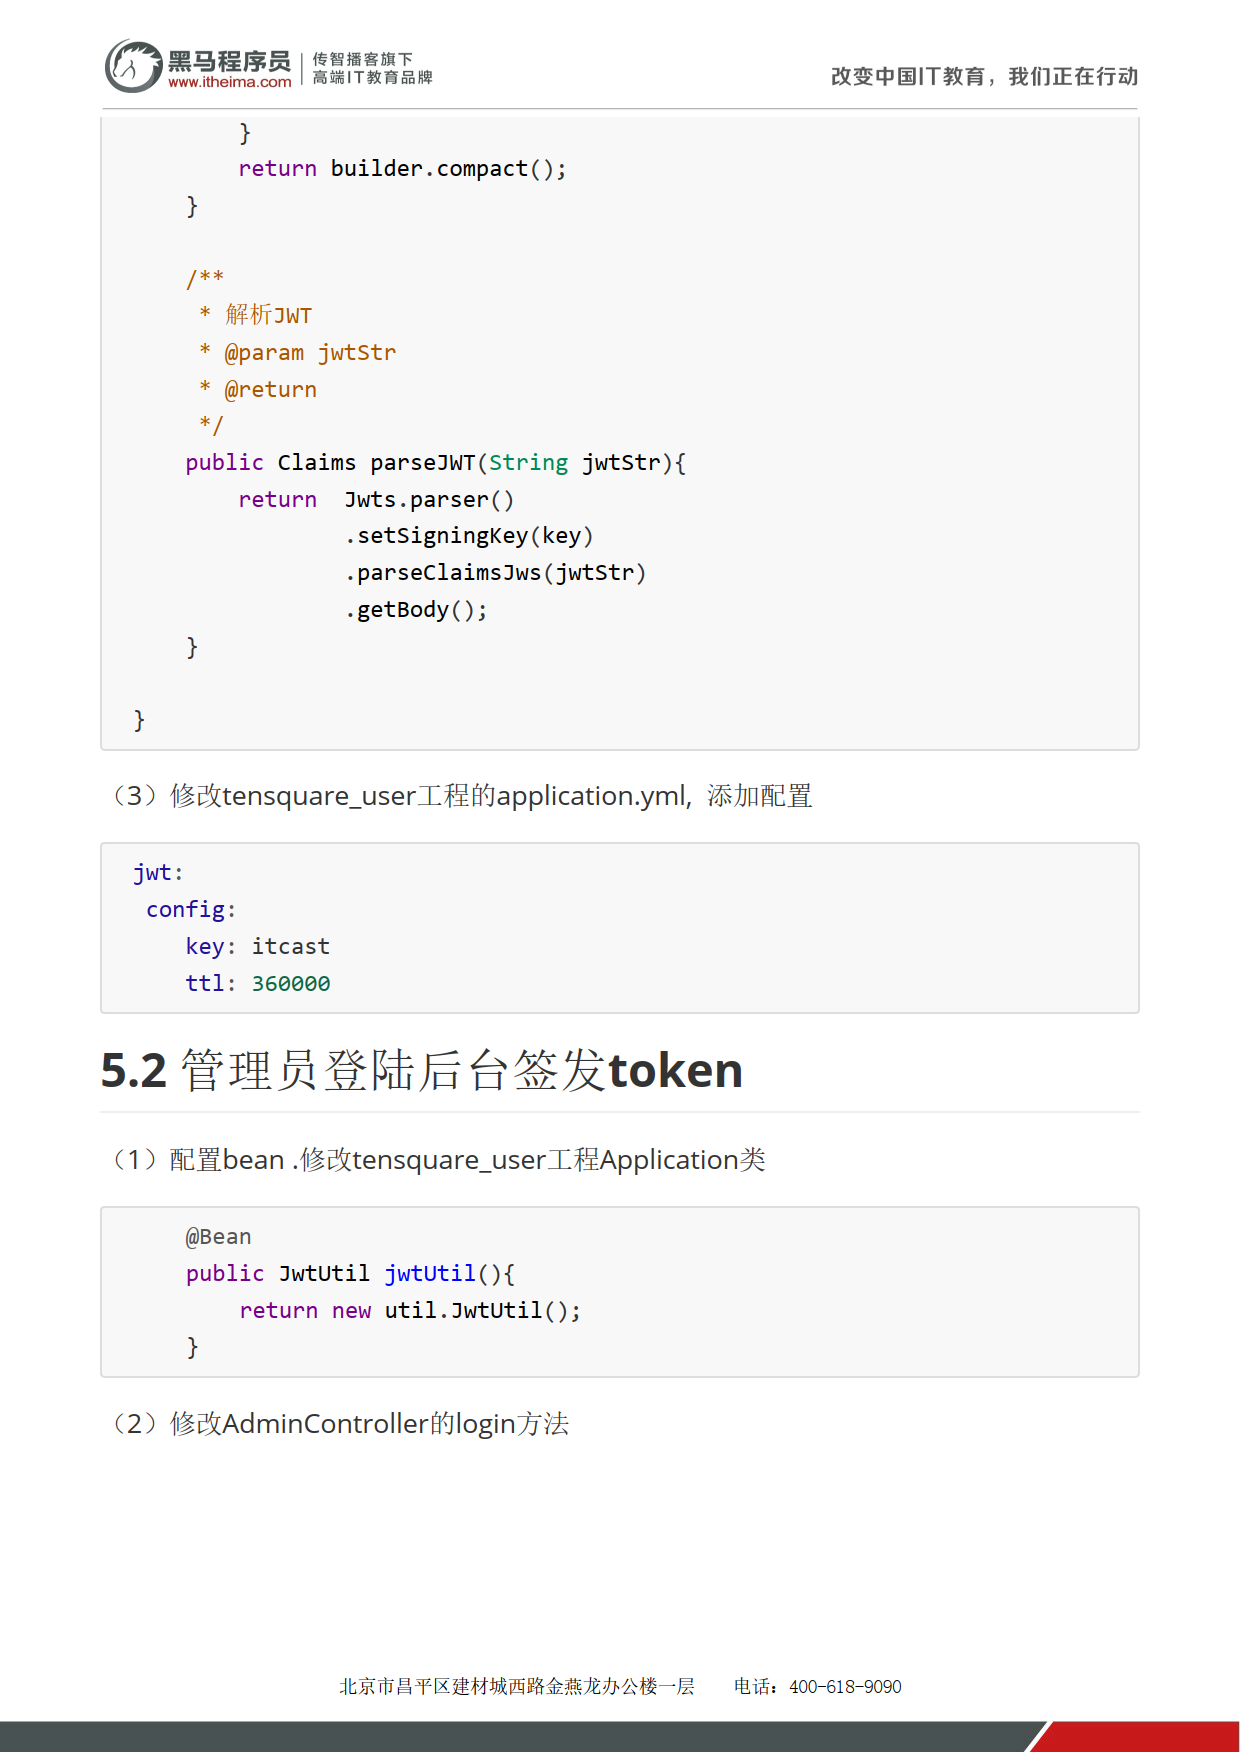 黑马程序员
www.itheima.com
传智播客旗下
高端IT教育品牌
改变中国IT教育，我们正在行动
        }
        return builder.compact();
    }

    /**
     * 解析JWT
     * @param jwtStr
     * @return
     */
    public Claims parseJWT(String jwtStr){
        return  Jwts.parser()
                .setSigningKey(key)
                .parseClaimsJws(jwtStr)
                .getBody();
    }

}
（3）修改tensquare_user工程的application.yml, 添加配置
jwt:
 config:
    key: itcast
    ttl: 360000
5.2 管理员登陆后台签发token
（1）配置bean .修改tensquare_user工程Application类
    @Bean
    public JwtUtil jwtUtil(){
        return new util.JwtUtil();
    }
（2）修改AdminController的login方法
北京市昌平区建材城西路金燕龙办公楼一层 电话：400-618-9090